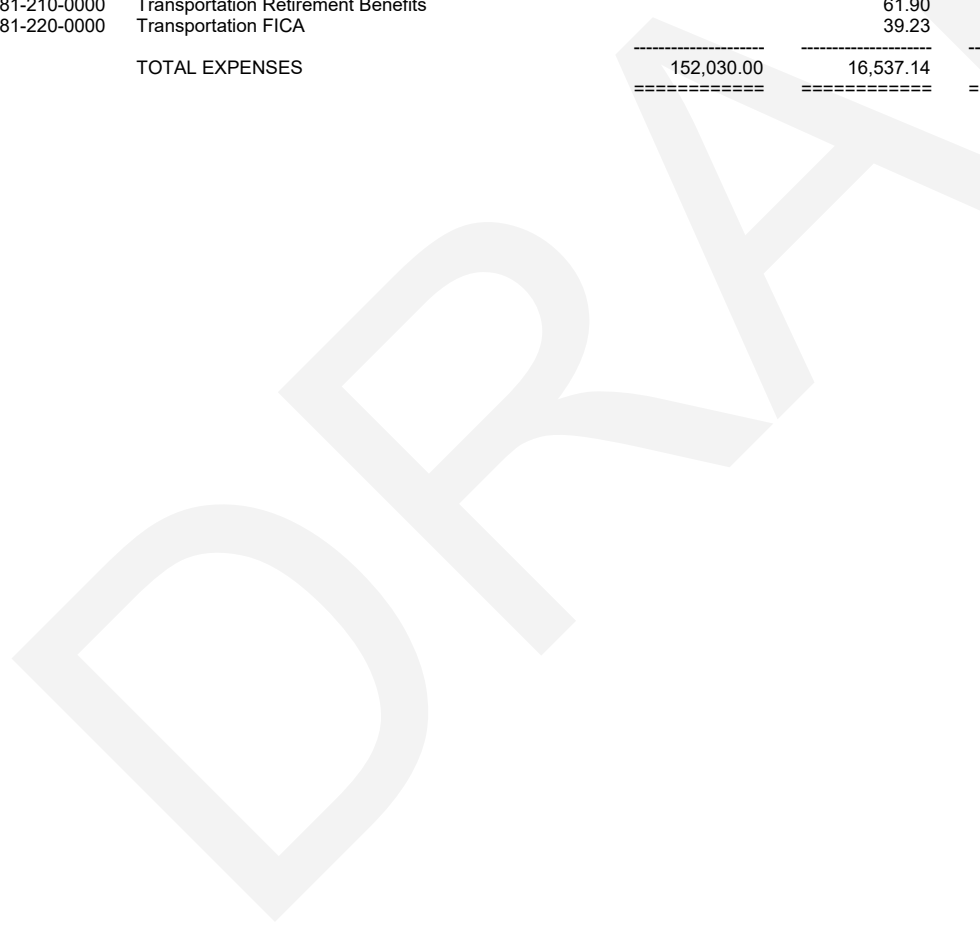 81-210-0000 Transportation Retirement Benefits 61.90
81-220-0000 Transportation FICA 39.23
---------------------- ---------------------- --
TOTAL EXPENSES 152,030.00 16,537.14
============ ============ =
DRA